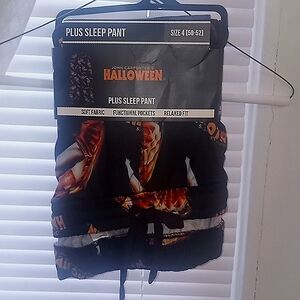 PLUS SLEEP PANT SIZE 4 [50-52]
JOHN CARPENTER'S
HALLOWEEN
PLUS SLEEP PANT
SOFT FABRIC FUNCTIONAL POCKETS RELAXED FIT